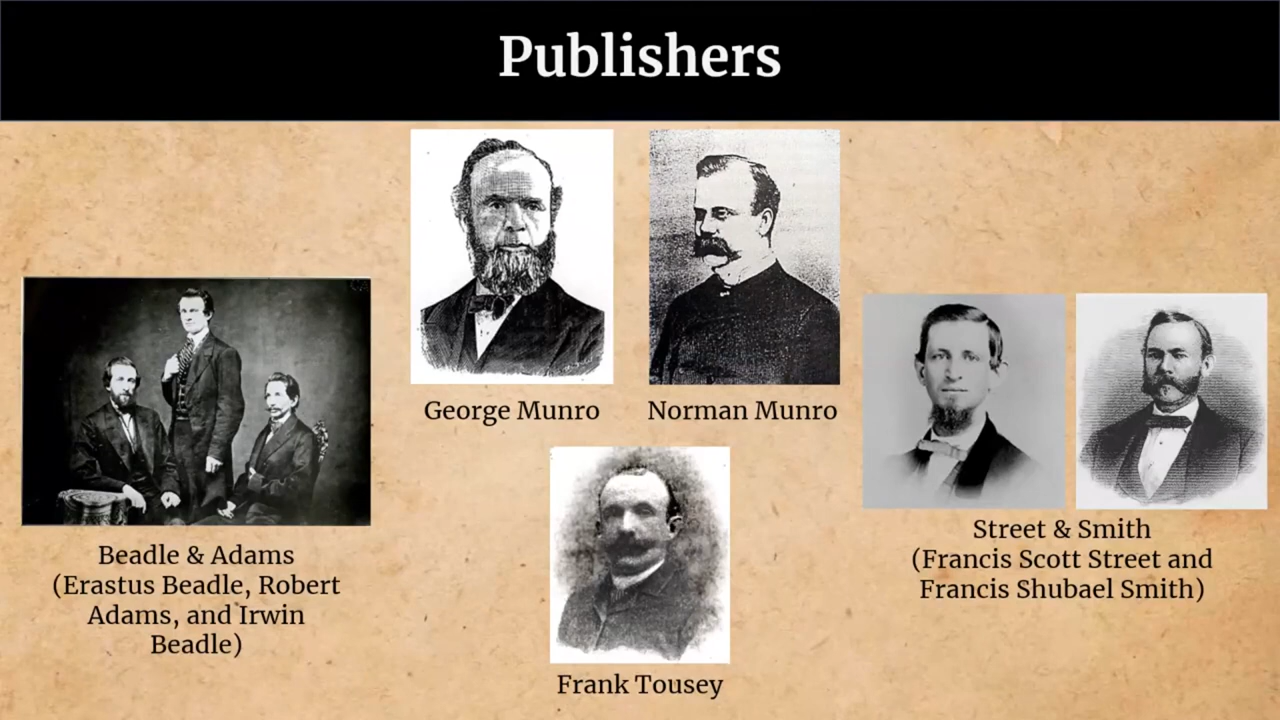 Publishers
George Munro
Norman Munro
Beadle & Adams
(Erastus Beadle, Robert
Adams, and Irwin
Beadle)
Street & Smith
(Francis Scott Street and
Francis Shubael Smith)
Frank Tousey